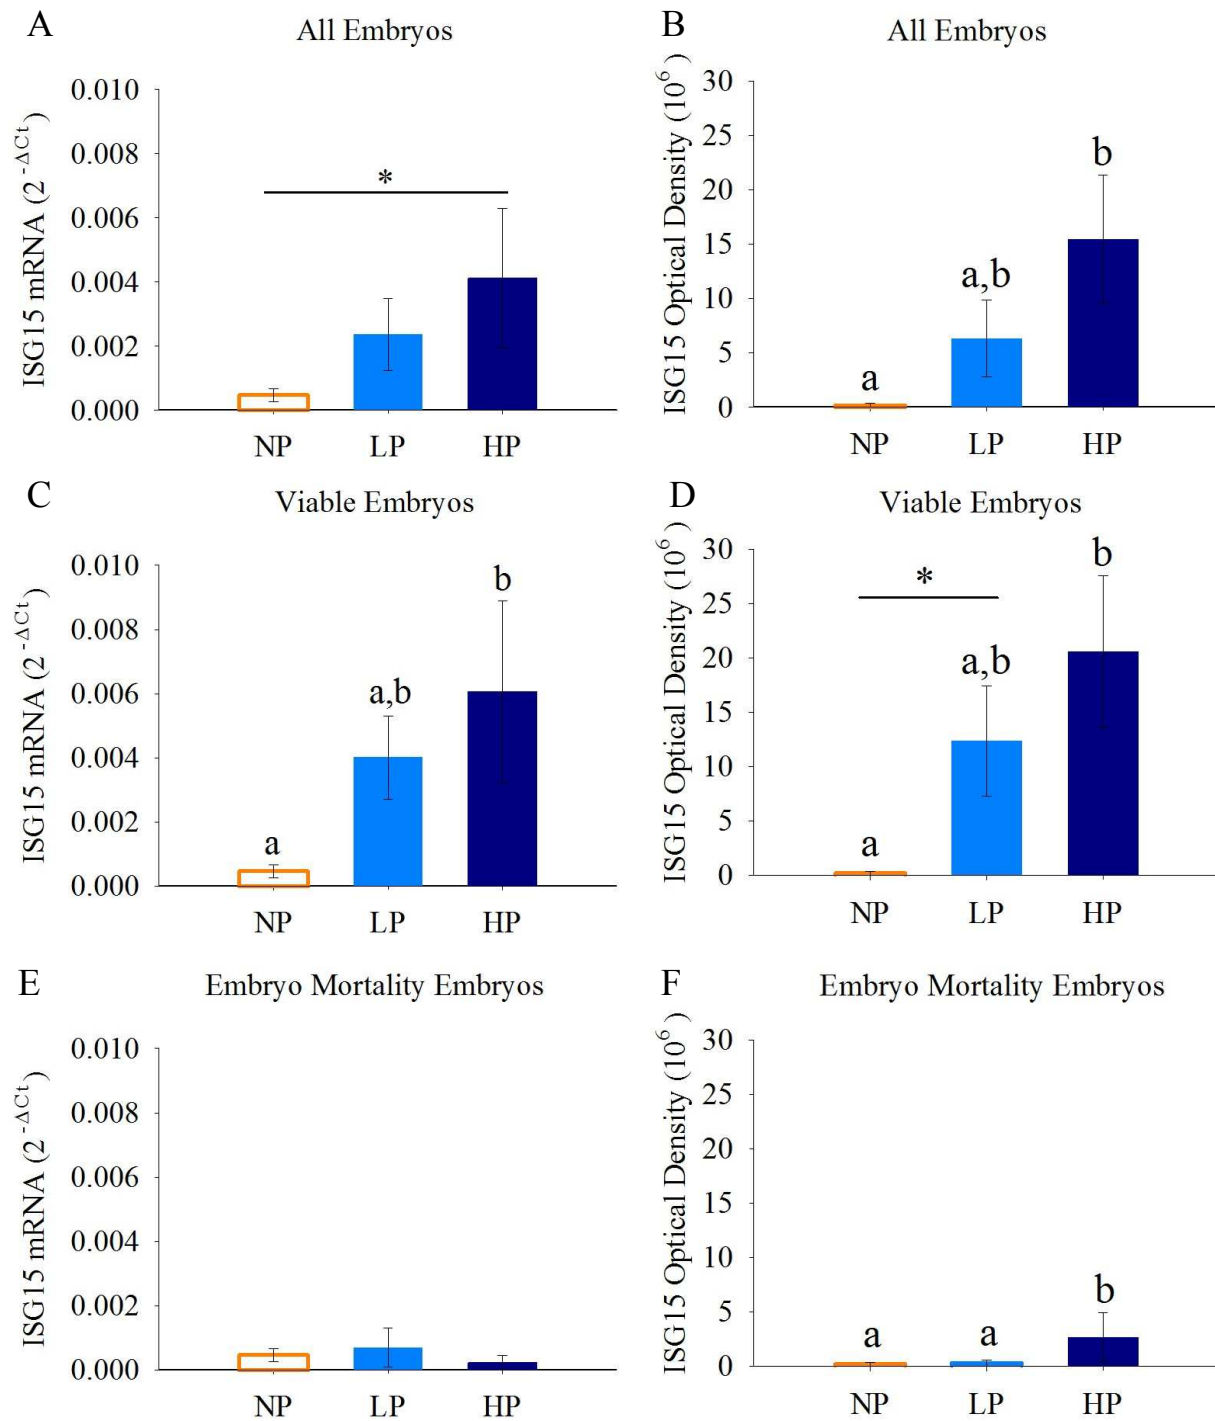 A
All Embryos
ISG15 mRNA (2^-ΔCt)
0.010
0.008
0.006
0.004
0.002
0.000
*
NP LP HP
B
All Embryos
ISG15 Optical Density (10^6)
30
25
20
15
10
5
0
a
a,b
b
NP LP HP
C
Viable Embryos
ISG15 mRNA (2^-ΔCt)
0.010
0.008
0.006
0.004
0.002
0.000
a
a,b
b
NP LP HP
D
Viable Embryos
ISG15 Optical Density (10^6)
30
25
20
15
10
5
0
*
a
a,b
b
NP LP HP
E
Embryo Mortality Embryos
ISG15 mRNA (2^-ΔCt)
0.010
0.008
0.006
0.004
0.002
0.000
NP LP HP
F
Embryo Mortality Embryos
ISG15 Optical Density (10^6)
30
25
20
15
10
5
0
a
a
b
NP LP HP